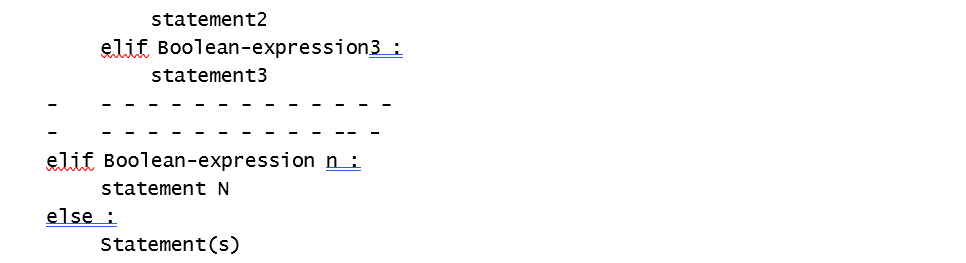 statement2
elif Boolean-expression3 :
statement3
- - - - - - - - - - - - - -
- - - - - - - - - - - -- -
elif Boolean-expression n :
statement N
else :
Statement(s)